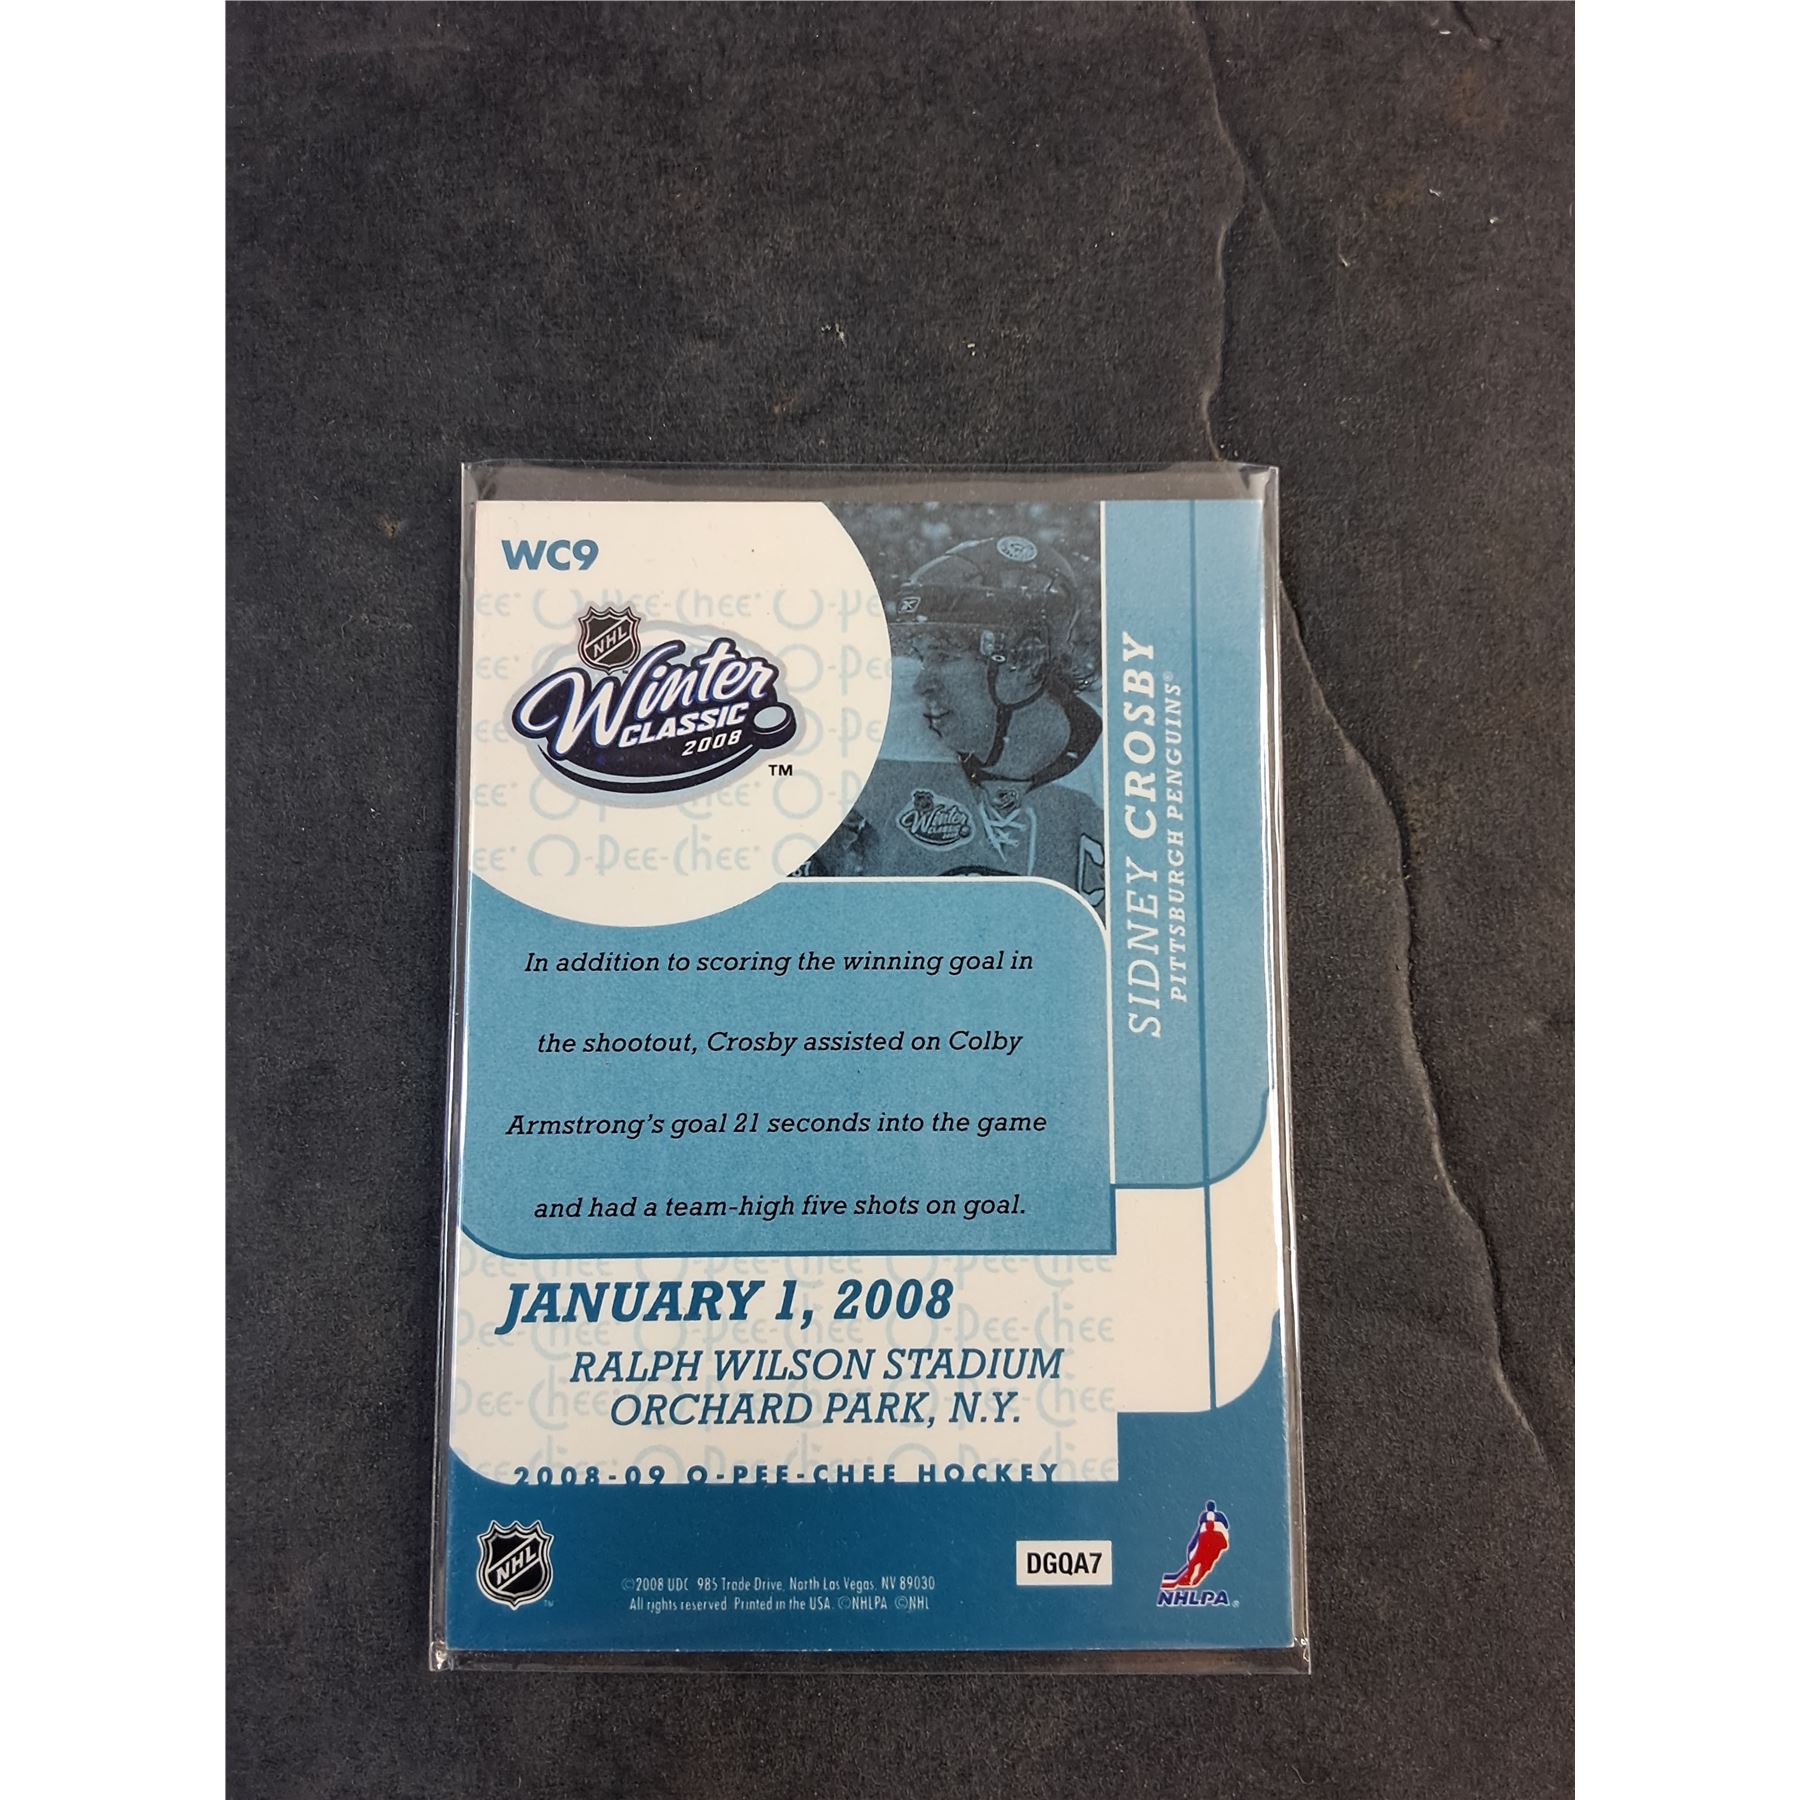 WC9
NHL
Winter
CLASSIC
2008
TM
Winter
CLASSIC
SIDNEY CROSBY
PITTSBURGH PENGUINS®
In addition to scoring the winning goal in
the shootout, Crosby assisted on Colby
Armstrong's goal 21 seconds into the game
and had a team-high five shots on goal.
JANUARY 1, 2008
RALPH WILSON STADIUM
ORCHARD PARK, N.Y.
2008-09 O-PEE-CHEE HOCKEY
NHL
TM
©2008 UDC 985 Trade Drive, North Las Vegas, NV 89030
All rights reserved Printed in the USA. ©NHLPA ©NHL
DGQA7
NHLPA®